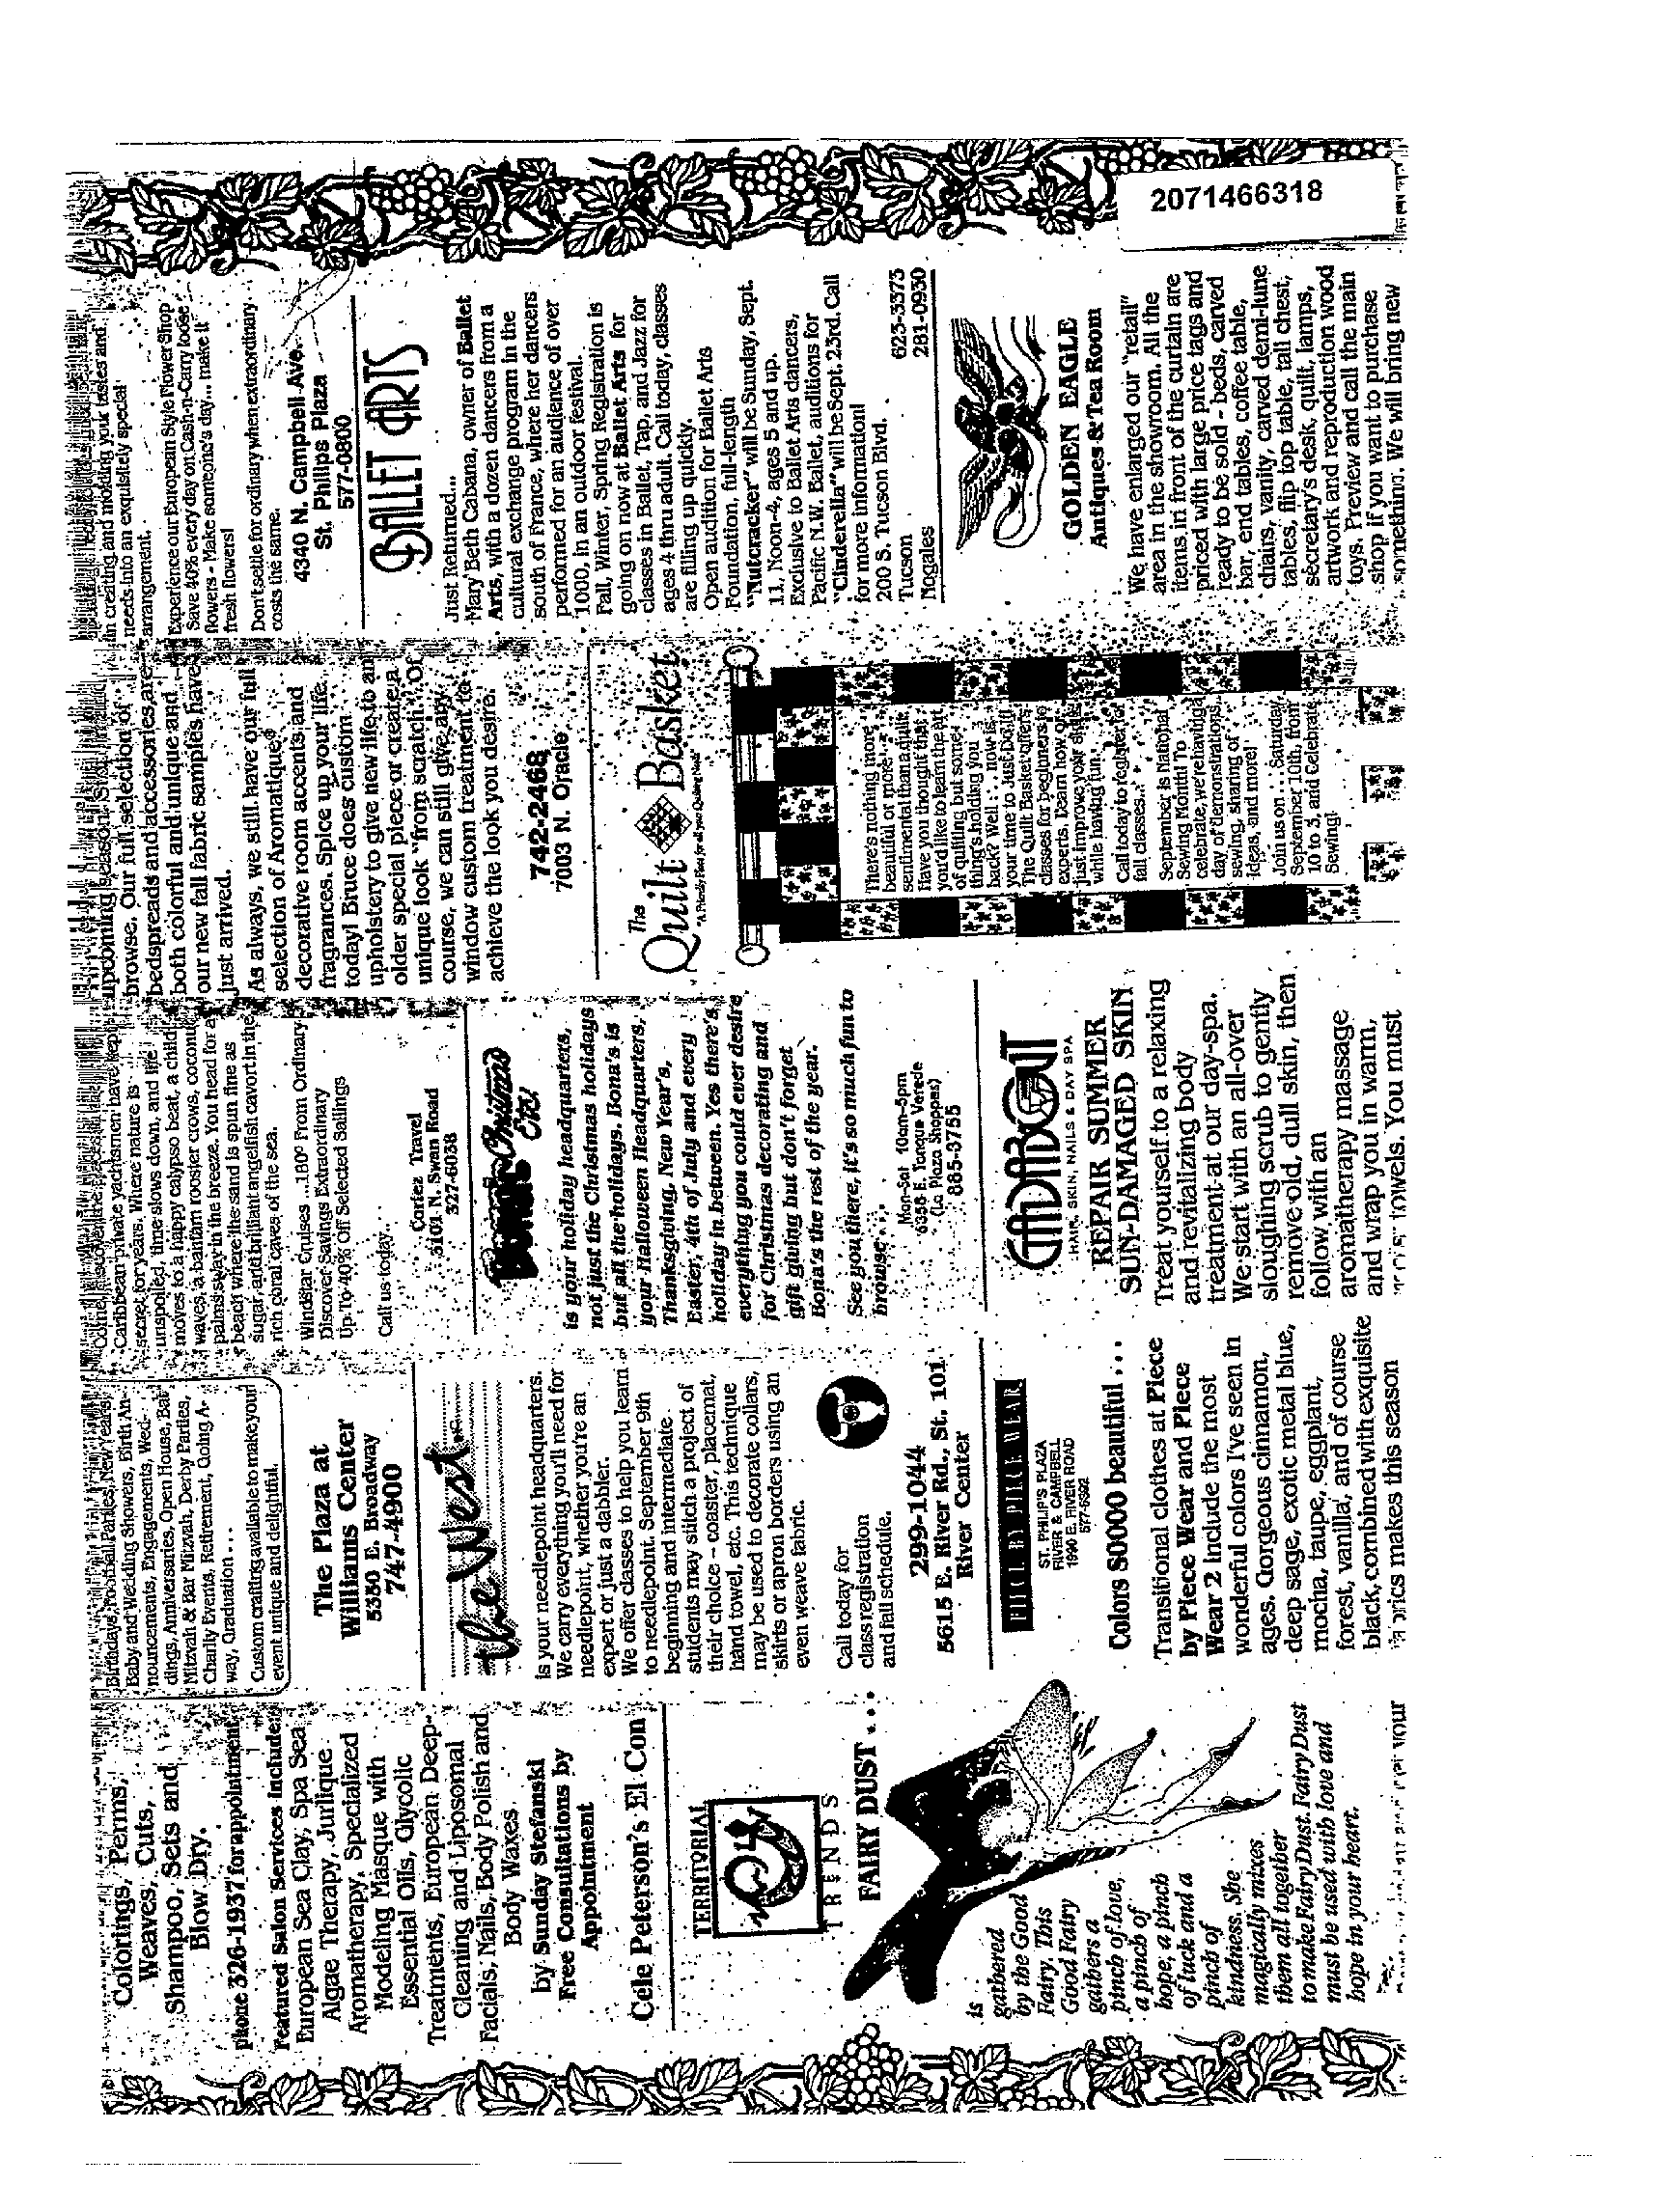 Colorings, Perms,
Weaves, Cuts,
Shampoo, Sets and
Blow Dry.
phone 326-1937 for appointment
Featured Salon Services Include:
European Sea Clay, Spa Sea
Algae Therapy, Jurlique
Aromatherapy, Specialized
Modeling Masque with
Essential Oils, Glycolic
Treatments, European Deep-
Cleaning and Liposomal
Facials, Nails, Body Polish and
Body Waxes
by Sunday Stefanski
Free Consultations by
Appointment
Cele Peterson's El Con
TERRITORIAL
TRENDS
FAIRY DUST...
is
gathered
by the Good
Fairy. This
Good Fairy
gathers a
pinch of love,
a pinch of
hope, a pinch
of luck and a
pinch of
kindness. She
magically mixes
them all together
to make Fairy Dust. Fairy Dust
must be used with love and
hope in your heart.
Birthdays, Football Parties, New Years,
Baby and Wedding Showers, Birth An-
nouncements, Engagements, Wed-
dings, Anniversaries, Open House, Bat
Mitzvah & Bar Mitzvah, Derby Parties,
Charity Events, Retirement, Going A-
way, Graduation ...
Custom crafting available to make your
event unique and delightful.
The Plaza at
Williams Center
5350 E. Broadway
747-4900
the West
is your needlepoint headquarters.
We carry everything you'll need for
needlepoint, whether you're an
expert or just a dabbler.
We offer classes to help you learn
to needlepoint. September 9th
beginning and intermediate
students may stitch a project of
their choice - coaster, placemat,
hand towel, etc. This technique
may be used to decorate collars,
skirts or apron borders using an
even weave fabric.
Call today for
class registration
and fall schedule.
299-1044
5615 E. River Rd., St. 101
River Center
PIECE BY PIECE WEAR
ST. PHILIP'S PLAZA
RIVER & CAMPBELL
1990 E. RIVER ROAD
577-6392
Colors SOOOO beautiful ...
Transitional clothes at Piece
by Piece Wear and Piece
Wear 2 include the most
wonderful colors I've seen in
ages. Gorgeous cinnamon,
deep sage, exotic metal blue,
mocha, taupe, eggplant,
forest, vanilla, and of course
black, combined with exquisite
fabrics makes this season
Caribbean private yachtsmen have kept
secret for years. Where nature is
unspoiled, time slows down, and life
moves to a happy calypso beat, a child
waves, a bantam rooster crows, coconut
palms sway in the breeze. You head for a
beach where the sand is spun fine as
sugar, and brilliant angelfish cavort in the
rich choral caves of the sea.
Windstar Cruises ...180° From Ordinary
Discover Savings Extraordinary
Up To 40% Off Selected Sailings
Call us today...
Cortez Travel
3101 N. Swan Road
327-6038
Bona's Christmas
Etc.
is your holiday headquarters,
not just the Christmas holidays
but all the holidays. Bona's is
your Halloween Headquarters,
Thanksgiving, New Year's,
Easter, 4th of July and every
holiday in between. Yes there's
everything you could ever desire
for Christmas decorating and
gift giving but don't forget
Bona's the rest of the year.
See you there, it's so much fun to
browse...
Mon-Sat 10am-5pm
6358 E. Tanque Verde
(La Plaza Shoppes)
885-3755
GADABOUT
HAIR, SKIN, NAILS & DAY SPA
REPAIR SUMMER
SUN-DAMAGED SKIN
Treat yourself to a relaxing
and revitalizing body
treatment at our day-spa.
We start with an all-over
sloughing scrub to gently
remove old, dull skin, then
follow with an
aromatherapy massage
and wrap you in warm,
towels. You must
upcoming season. Stop
browse. Our full selection of
bedspreads and accessories are
both colorful and unique and
our new fall fabric samples have
just arrived.
As always, we still have our full
selection of Aromatique
decorative room accents and
fragrances. Spice up your life
today! Bruce does custom
upholstery to give new life to an
older special piece or create a
unique look "from scratch". Of
course, we can still give any
window custom treatment to
achieve the look you desire.
742-2468
7003 N. Oracle
The
Quilt Basket
"A Friendly Place for all your Quilting Needs"
There's nothing more
beautiful or more
sentimental than a quilt.
Have you thought that
you'd like to learn the art
of quilting but some-
thing's holding you
back? Well ... now is
your time to Just Do It!
The Quilt Basket offers
classes for beginners to
experts. Learn how or
just improve your skills
while having fun.
Call today to register for
fall classes...
September is National
Sewing Month! To
celebrate, we're having a
day of demonstrations,
sewing, sharing of
ideas, and more!
Join us on ... Saturday,
September 10th, from
10 to 3, and Celebrate
Sewing!
in creating and molding your tastes and
needs into an exquisitely special
arrangement.
Experience our European Style Flower Shop
Save 40% every day on Cash-n-Carry loose
flowers - Make someone's day... make it
fresh flowers!
Don't settle for ordinary when extraordinary
costs the same.
4340 N. Campbell Ave.
St. Philips Plaza
577-0800
BALLET ARTS
Just Returned...
Mary Beth Cabana, owner of Ballet
Arts, with a dozen dancers from a
cultural exchange program in the
south of France, where her dancers
performed for an audience of over
1000, in an outdoor festival.
Fall, Winter, Spring Registration is
going on now at Ballet Arts for
classes in Ballet, Tap, and Jazz for
ages 4 thru adult. Call today, classes
are filling up quickly.
Open audition for Ballet Arts
Foundation, full-length
"Nutcracker" will be Sunday, Sept.
11, Noon-4, ages 5 and up.
Exclusive to Ballet Arts dancers,
Pacific N.W. Ballet, auditions for
"Cinderella" will be Sept. 23rd. Call
for more information!
200 S. Tucson Blvd.
Tucson 623-3373
Nogales 281-0930
GOLDEN EAGLE
Antiques & Tea Room
We have enlarged our "retail"
area in the showroom. All the
items in front of the curtain are
priced with large price tags and
ready to be sold - beds, carved
bar, end tables, coffee table,
chairs, vanity, carved demi-lune
tables, flip top table, tall chest,
secretary's desk, quilt, lamps,
artwork and reproduction wood
toys. Preview and call the main
shop if you want to purchase
something. We will bring new
2071466318